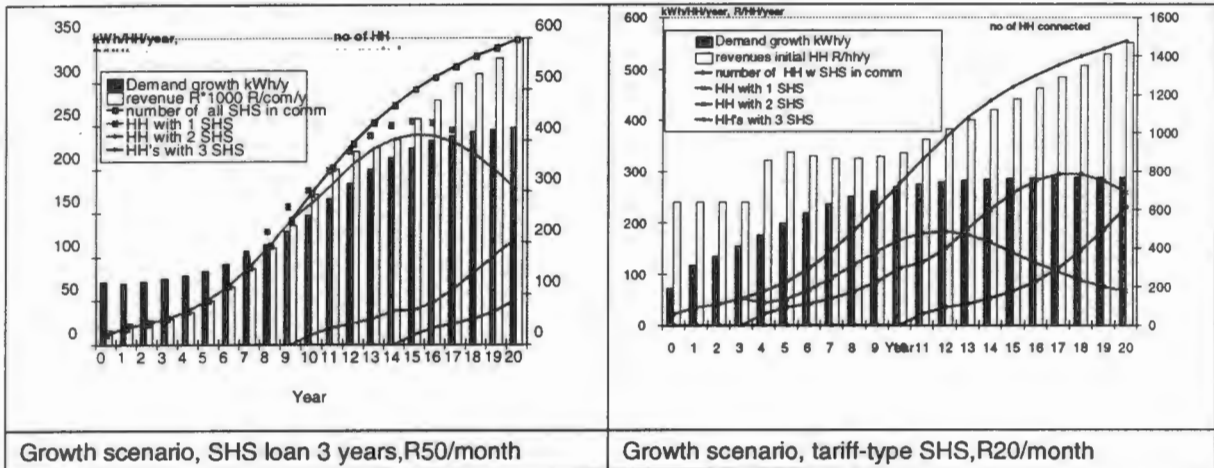 kWh/HH/year,
no of HH
350
300
250
200
150
100
50
0
Demand growth kWh/y
revenue R*1000 R/com/y
number of all SHS in comm
HH with 1 SHS
HH with 2 SHS
HH's with 3 SHS
600
500
400
300
200
100
0
0 1 2 3 4 5 6 7 8 9 10 11 12 13 14 15 16 17 18 19 20
Year
Growth scenario, SHS loan 3 years,R50/month
kWh/HH/year, R/HH/year
no of HH connected
600
500
400
300
200
100
0
Demand growth kWh/y
revenues initial HH R/hh/y
number of HH w SHS in comm
HH with 1 SHS
HH with 2 SHS
HH's with 3 SHS
1600
1400
1200
1000
800
600
400
200
0
0 1 2 3 4 5 6 7 8 9 11 12 13 14 15 16 17 18 19 20
Year
Growth scenario, tariff-type SHS,R20/month